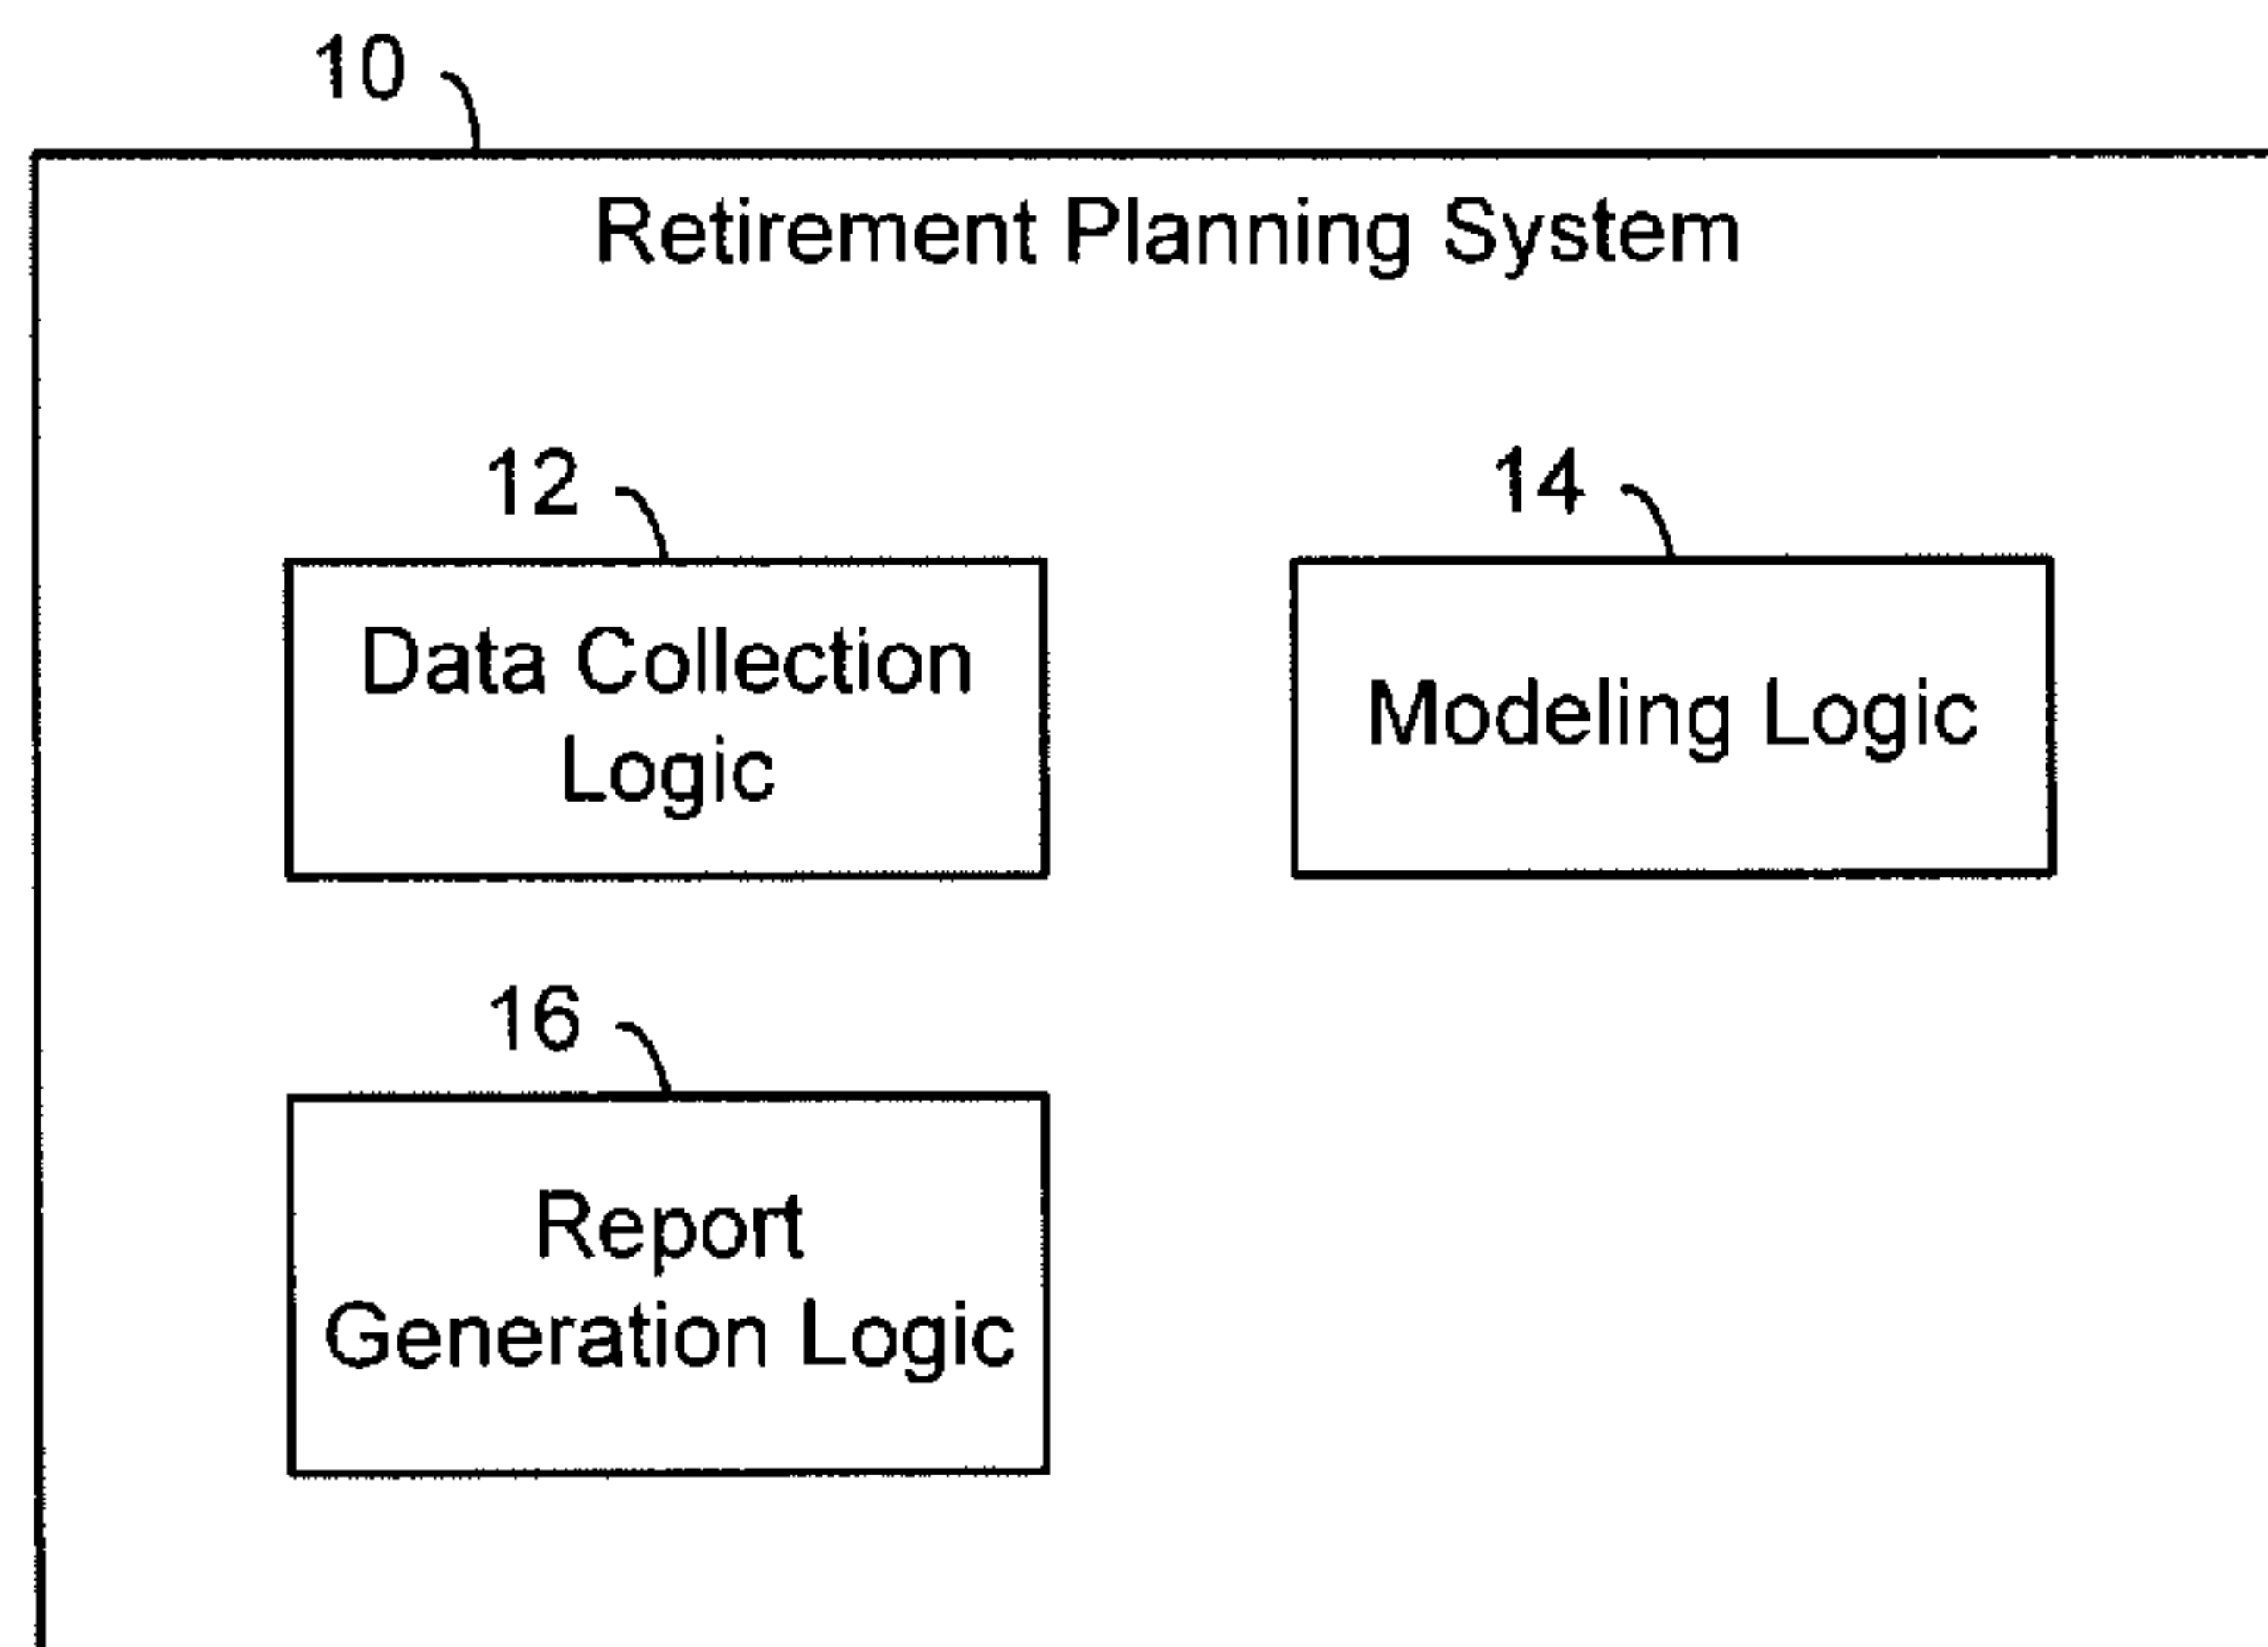 10
Retirement Planning System
12
14
Data Collection
Logic
Modeling Logic
16
Report
Generation Logic